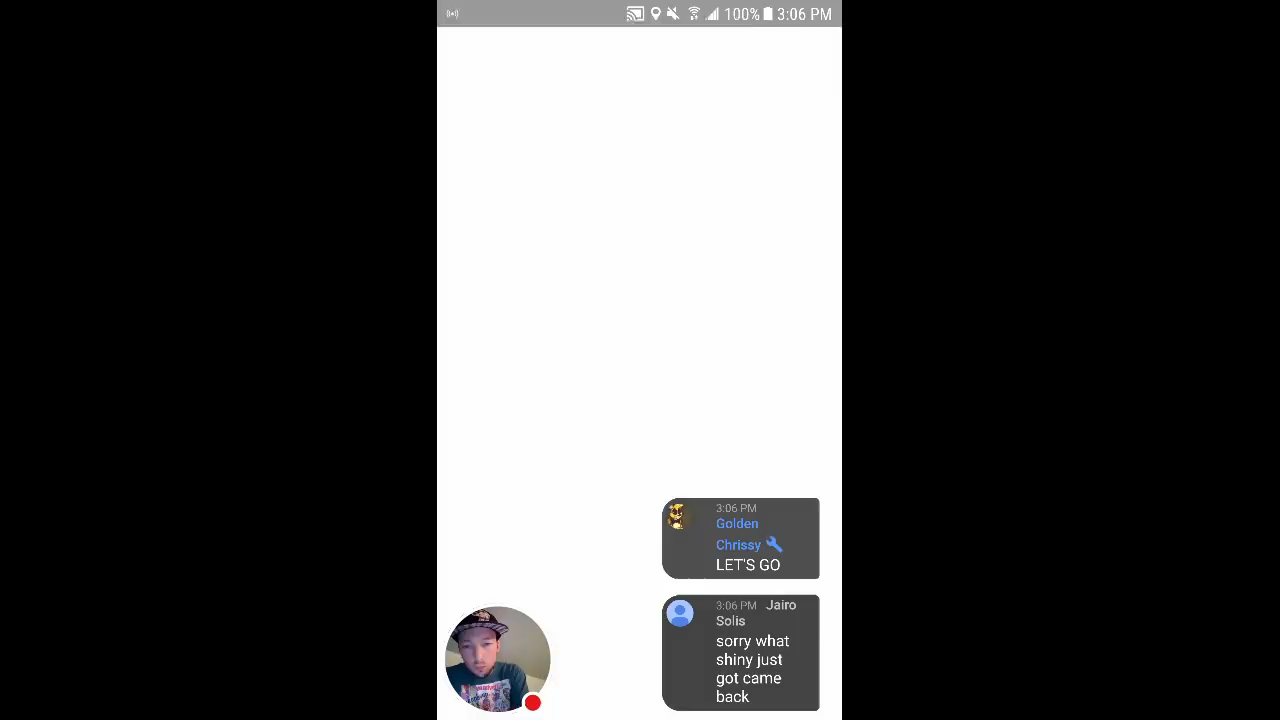 100% 3:06 PM
3:06 PM
Golden
Chrissy
LET'S GO
3:06 PM Jairo
Solis
sorry what
shiny just
got came
back